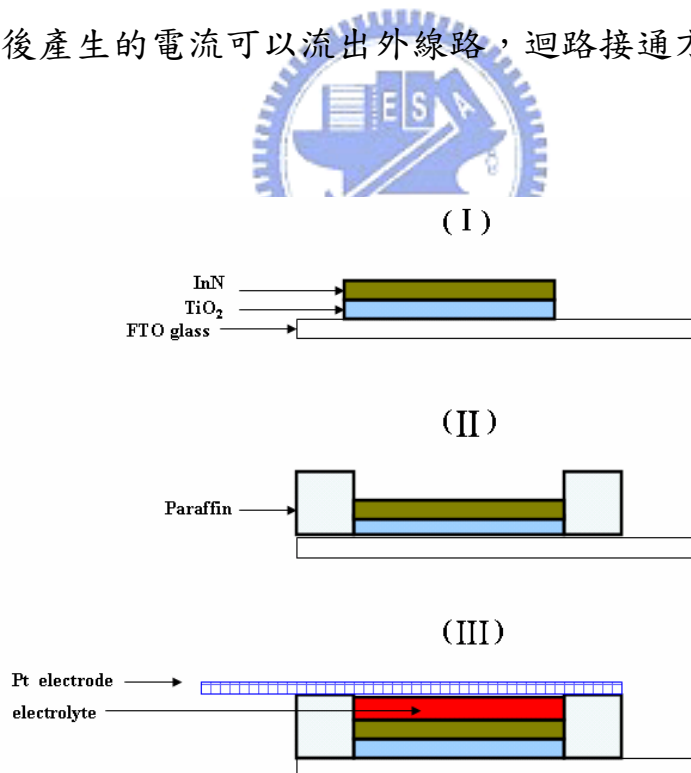 後產生的電流可以流出外線路，迴路接通
ES
(I)
InN
TiO₂
FTO glass
(II)
Paraffin
(III)
Pt electrode
electrolyte